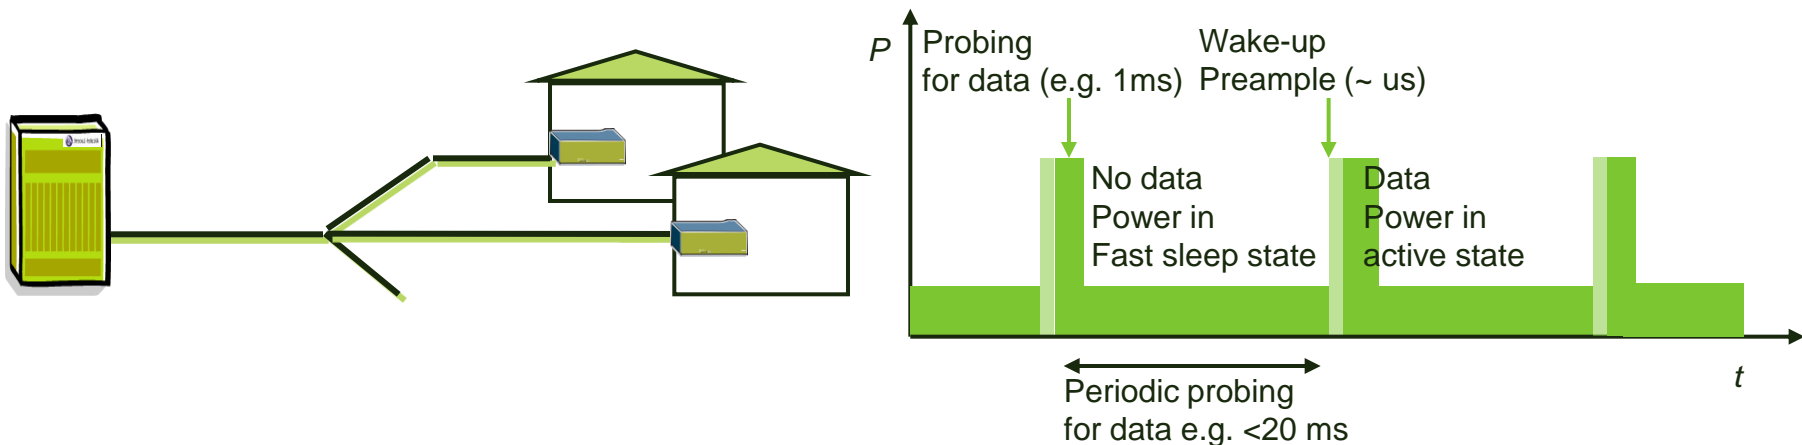 P
Probing
for data (e.g. 1ms)
Wake-up
Preample (~ us)
No data
Power in
Fast sleep state
Data
Power in
active state
t
Periodic probing
for data e.g. <20 ms